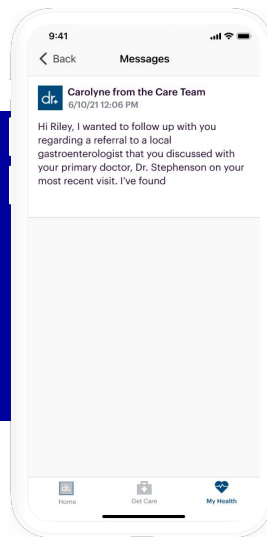 9:41
Back Messages
dr+ Carolyne from the Care Team
6/10/21 12:06 PM
Hi Riley, I wanted to follow up with you
regarding a referral to a local
gastroenterologist that you discussed with
your primary doctor, Dr. Stephenson on your
most recent visit. I've found
dr.
Home Get Care My Health